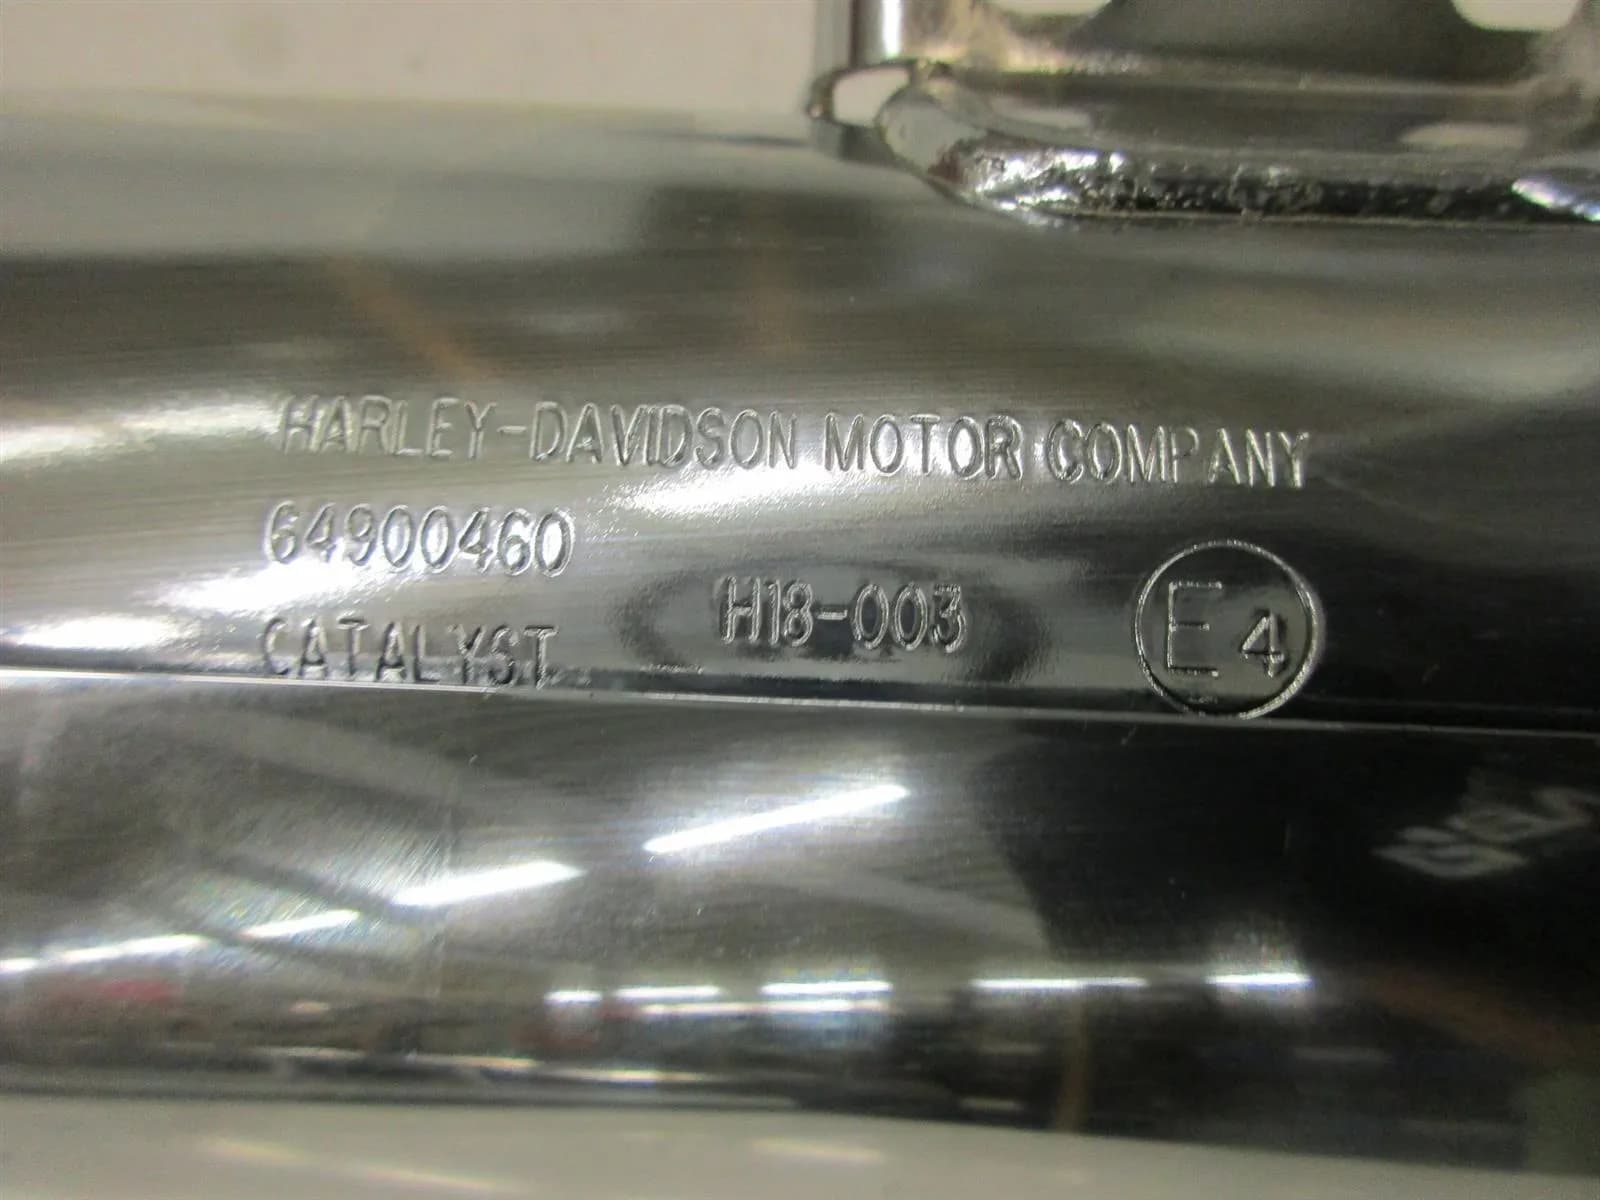 HARLEY-DAVIDSON MOTOR COMPANY
64900460
CATALYST
H18-003
E4